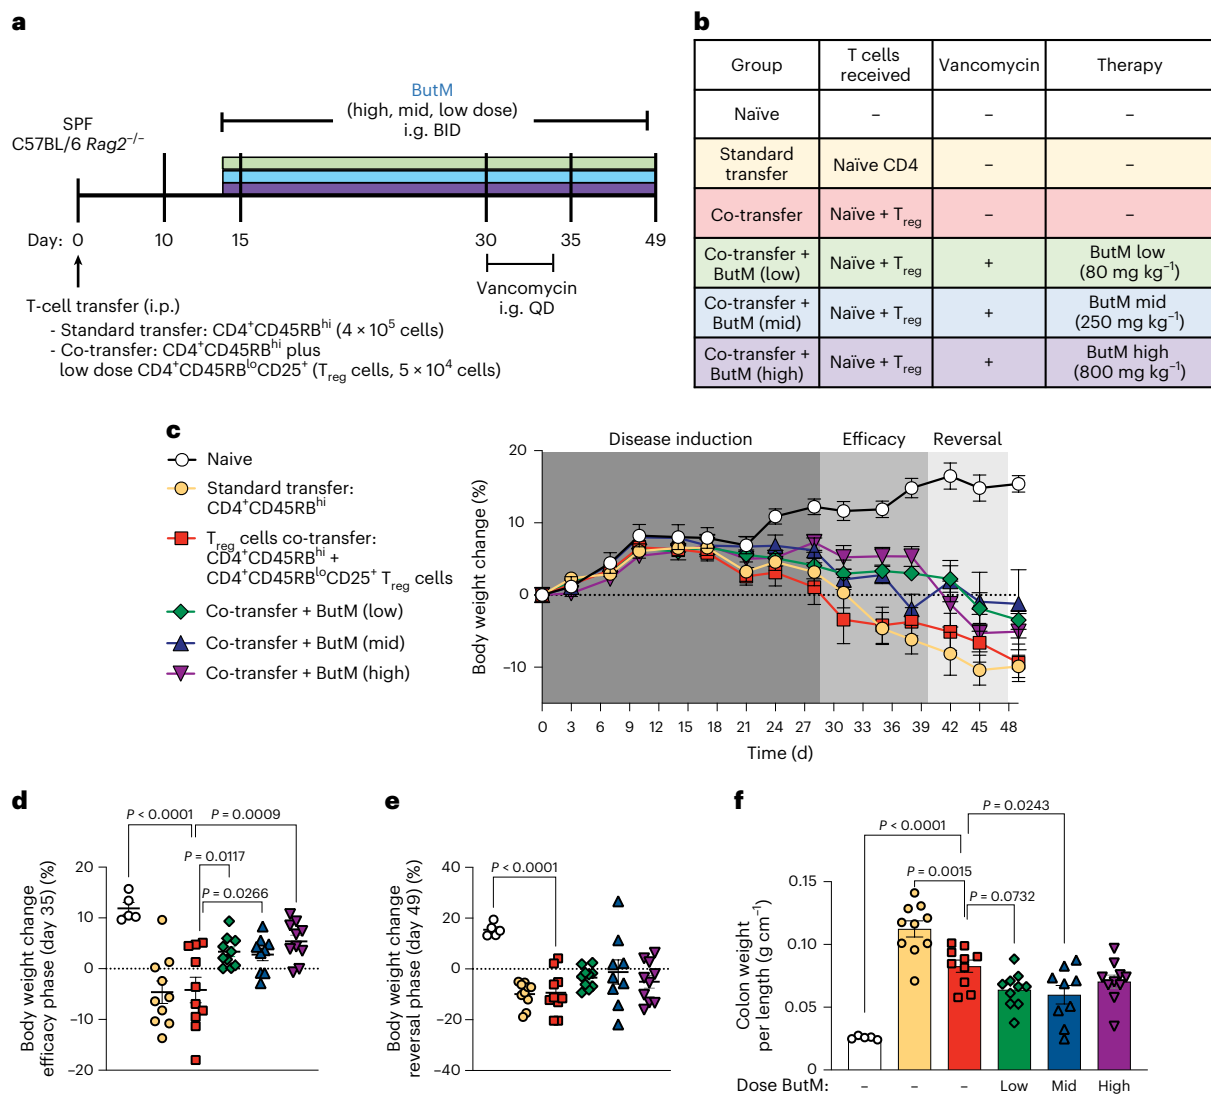 a
ButM
(high, mid, low dose)
i.g. BID
SPF
C57BL/6 Rag2–/–
Day: 0 10 15 30 35 49
Vancomycin
i.g. QD
T-cell transfer (i.p.)
- Standard transfer: CD4+CD45RBhi (4 × 10⁵ cells)
- Co-transfer: CD4+CD45RBhi plus
low dose CD4+CD45RBloCD25+ (Treg cells, 5 × 10⁴ cells)
b
Group T cells received Vancomycin Therapy
Naïve – – –
Standard transfer Naïve CD4 – –
Co-transfer Naïve + Treg – –
Co-transfer + ButM (low) Naïve + Treg + ButM low (80 mg kg–1)
Co-transfer + ButM (mid) Naïve + Treg + ButM mid (250 mg kg–1)
Co-transfer + ButM (high) Naïve + Treg + ButM high (800 mg kg–1)
c
Naive
Standard transfer:
CD4+CD45RBhi
Treg cells co-transfer:
CD4+CD45RBhi +
CD4+CD45RBloCD25+ Treg cells
Co-transfer + ButM (low)
Co-transfer + ButM (mid)
Co-transfer + ButM (high)
Disease induction Efficacy Reversal
Body weight change (%)
20
10
0
–10
0 3 6 9 12 15 18 21 24 27 30 33 36 39 42 45 48
Time (d)
d
P < 0.0001 P = 0.0009
P = 0.0117
P = 0.0266
Body weight change
efficacy phase (day 35) (%)
20
10
0
–10
–20
e
P < 0.0001
Body weight change
reversal phase (day 49) (%)
40
20
0
–20
–40
f
P = 0.0243
P < 0.0001
P = 0.0015
P = 0.0732
Colon weight
per length (g cm–1)
0.15
0.10
0.05
0
Dose ButM: – – – Low Mid High